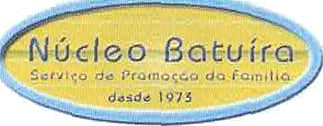 Núcleo Batuíra
Serviço de Promoção da Família
desde 1973